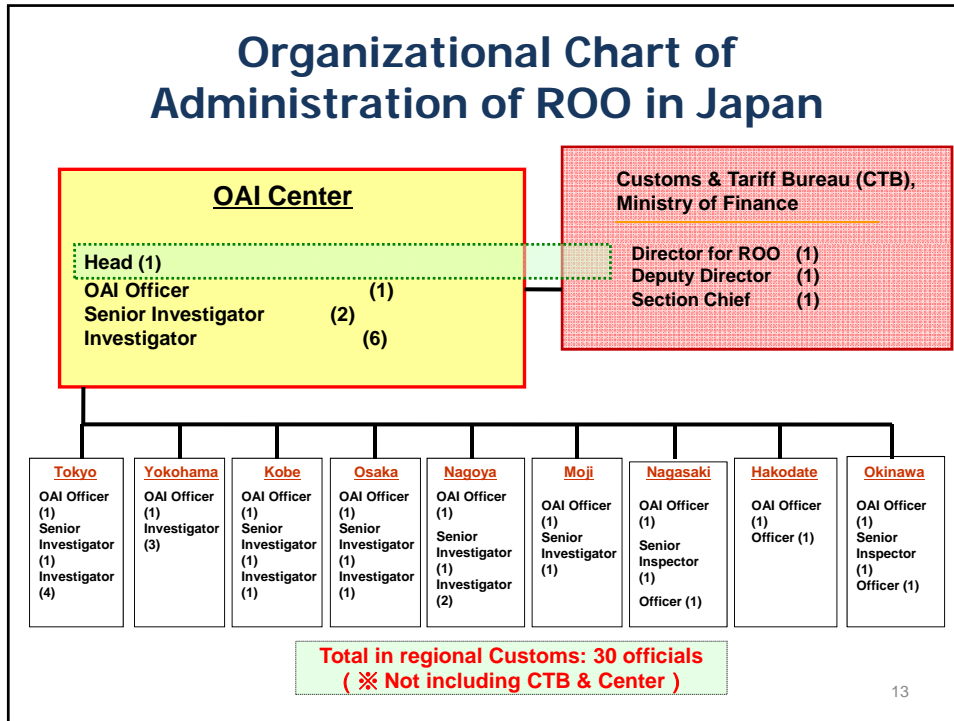 Organizational Chart of
Administration of ROO in Japan
OAI Center
Head (1)
OAI Officer (1)
Senior Investigator (2)
Investigator (6)
Customs & Tariff Bureau (CTB),
Ministry of Finance
Director for ROO (1)
Deputy Director (1)
Section Chief (1)
Tokyo
OAI Officer
(1)
Senior
Investigator
(1)
Investigator
(4)
Yokohama
OAI Officer
(1)
Investigator
(3)
Kobe
OAI Officer
(1)
Senior
Investigator
(1)
Investigator
(1)
Osaka
OAI Officer
(1)
Senior
Investigator
(1)
Investigator
(1)
Nagoya
OAI Officer
(1)
Senior
Investigator
(1)
Investigator
(2)
Moji
OAI Officer
(1)
Senior
Investigator
(1)
Nagasaki
OAI Officer
(1)
Senior
Inspector
(1)
Officer (1)
Hakodate
OAI Officer
(1)
Officer (1)
Okinawa
OAI Officer
(1)
Senior
Inspector
(1)
Officer (1)
Total in regional Customs: 30 officials
( ※ Not including CTB & Center )
13